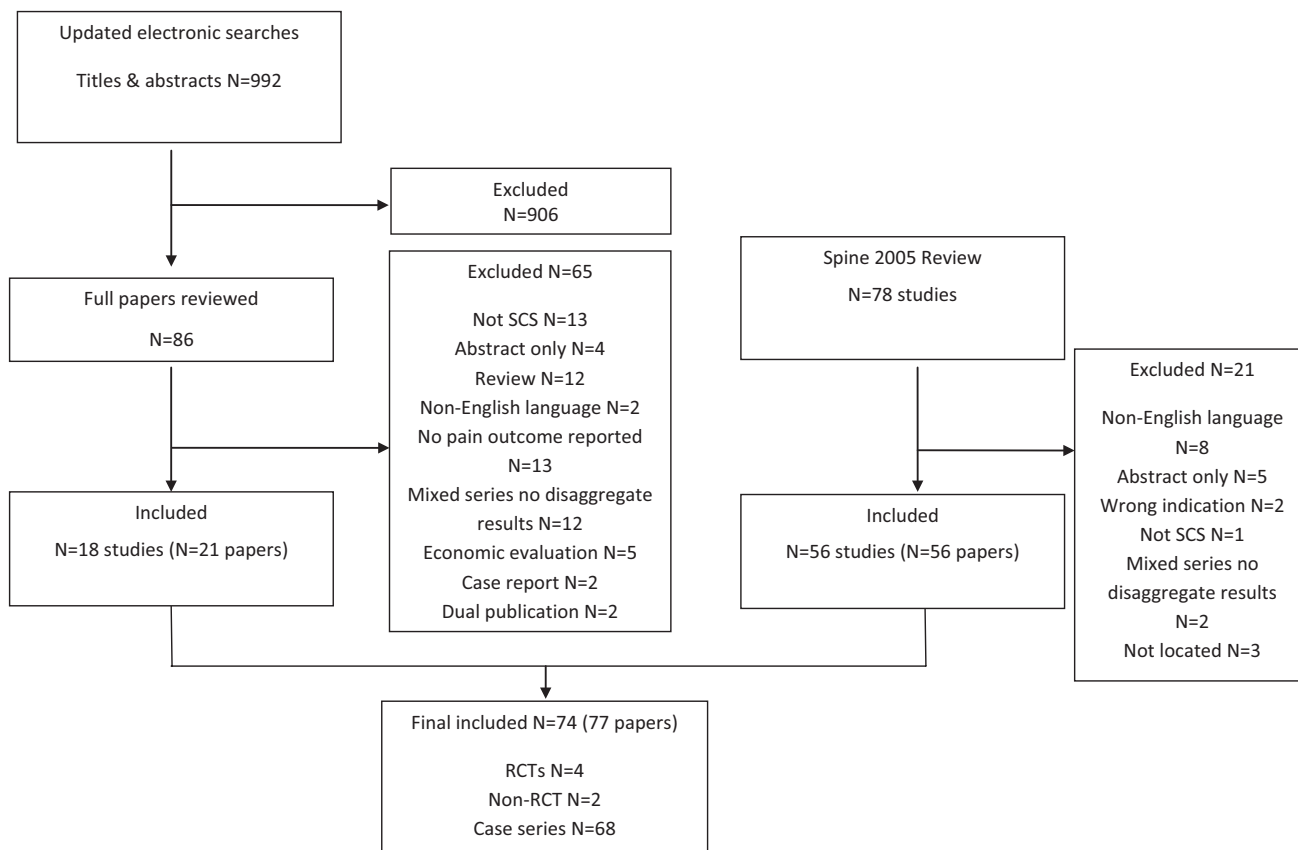 Updated electronic searches
Titles & abstracts N=992
Excluded
N=906
Full papers reviewed
N=86
Excluded N=65
Not SCS N=13
Abstract only N=4
Review N=12
Non-English language N=2
No pain outcome reported
N=13
Mixed series no disaggregate
results N=12
Economic evaluation N=5
Case report N=2
Dual publication N=2
Included
N=18 studies (N=21 papers)
Spine 2005 Review
N=78 studies
Excluded N=21
Non-English language
N=8
Abstract only N=5
Wrong indication N=2
Not SCS N=1
Mixed series no
disaggregate results
N=2
Not located N=3
Included
N=56 studies (N=56 papers)
Final included N=74 (77 papers)
RCTs N=4
Non-RCT N=2
Case series N=68